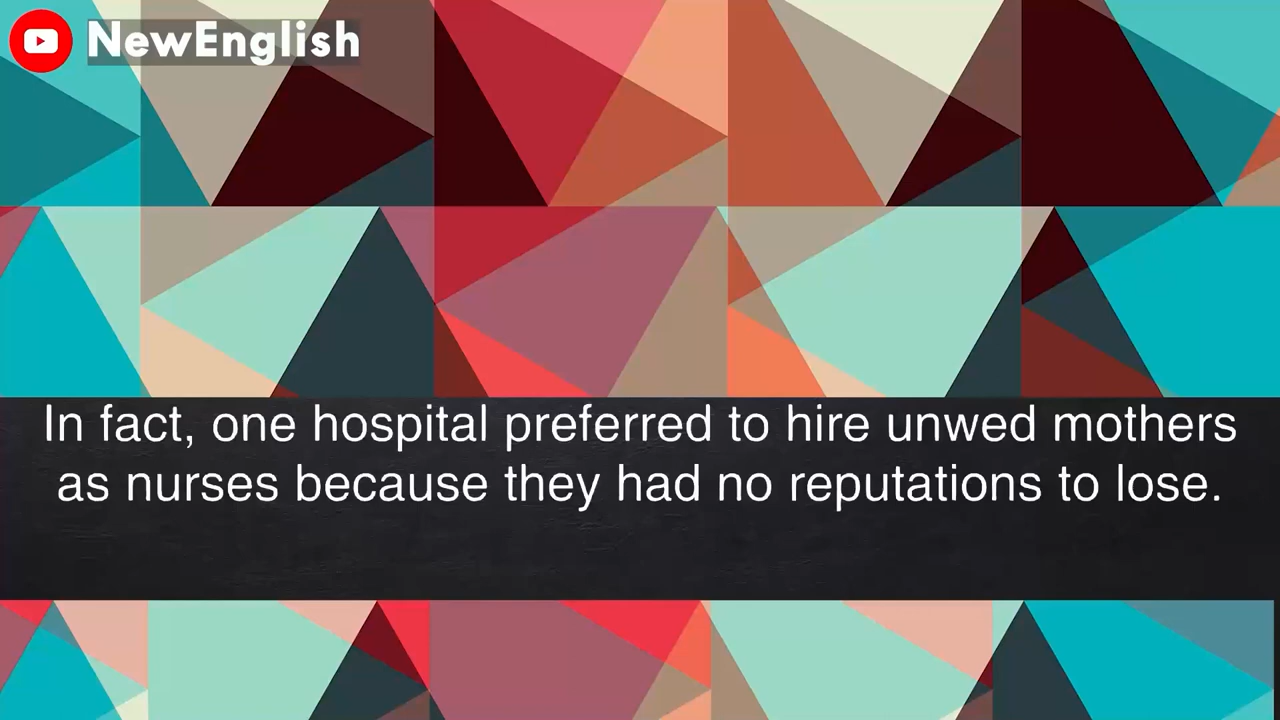 NewEnglish
In fact, one hospital preferred to hire unwed mothers
as nurses because they had no reputations to lose.